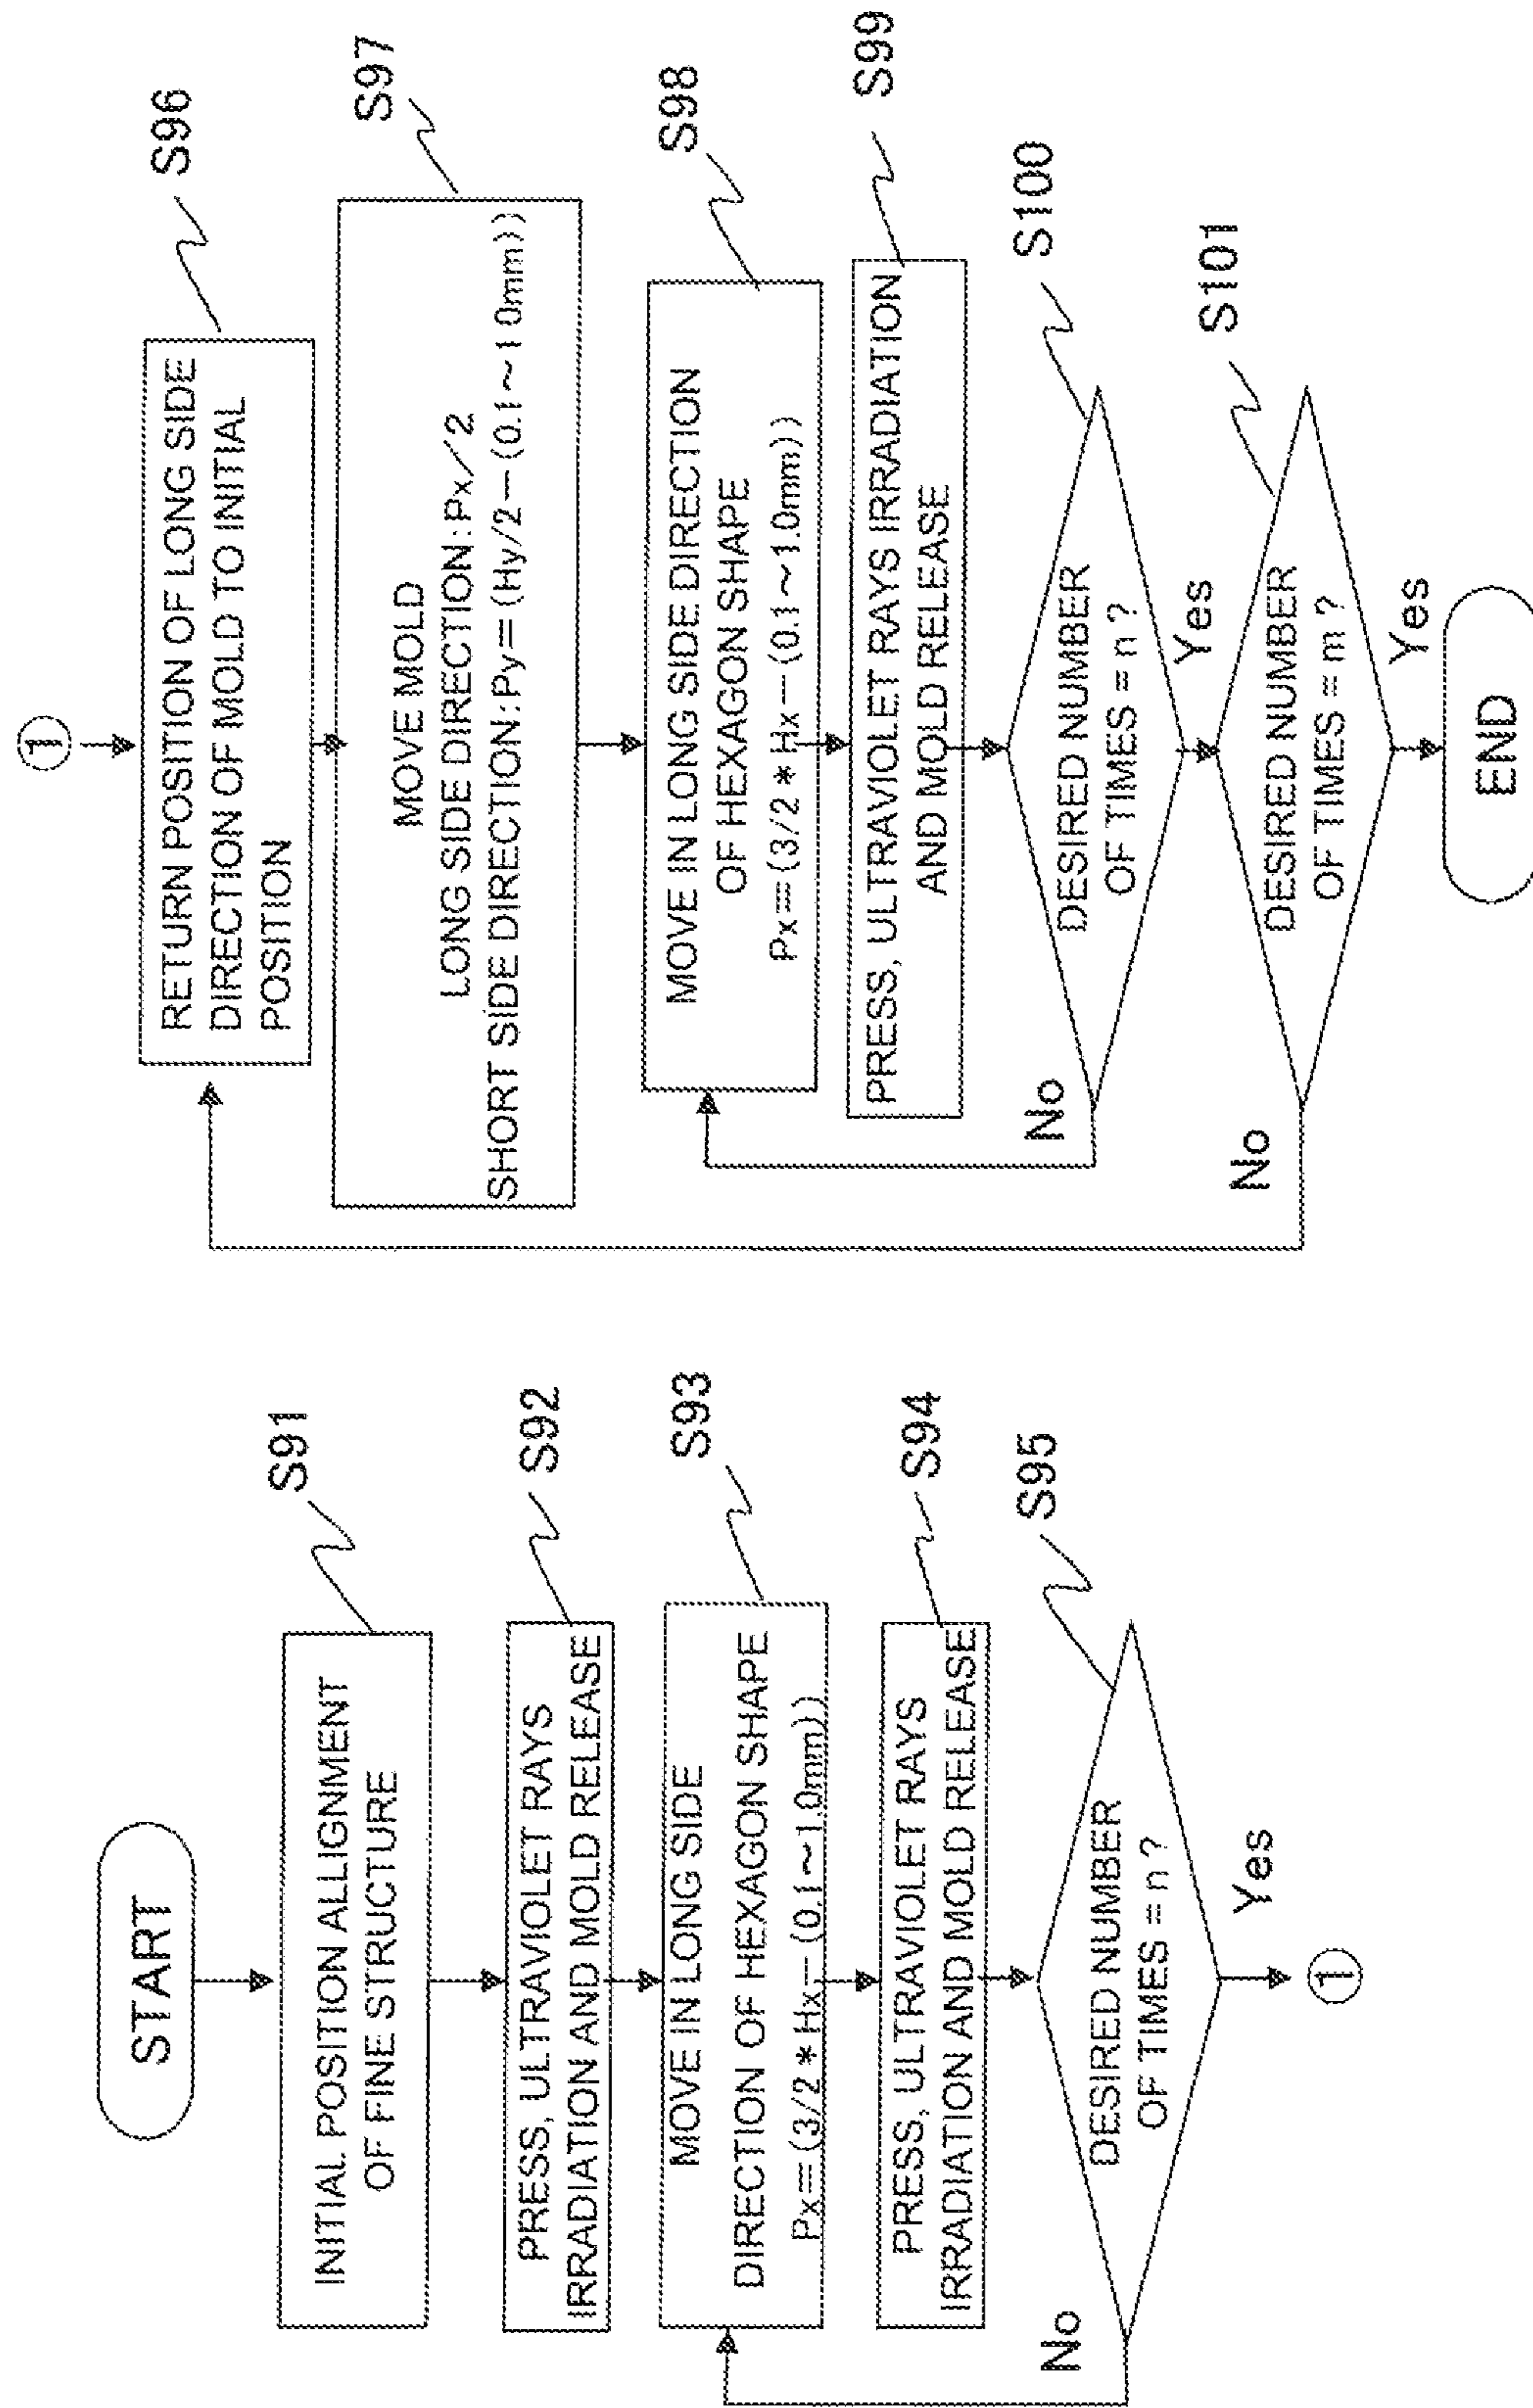 START
INITIAL POSITION ALLIGNMENT
OF FINE STRUCTURE
S91
PRESS, ULTRAVIOLET RAYS
IRRADIATION AND MOLD RELEASE
S92
MOVE IN LONG SIDE
DIRECTION OF HEXAGON SHAPE
Px=(3/2*Hx-(0.1~1.0mm))
S93
PRESS, ULTRAVIOLET RAYS
IRRADIATION AND MOLD RELEASE
S94
DESIRED NUMBER
OF TIMES = n ?
S95
No
Yes
①
①
RETURN POSITION OF LONG SIDE
DIRECTION OF MOLD TO INITIAL
POSITION
S96
MOVE MOLD
LONG SIDE DIRECTION:Px/2
SHORT SIDE DIRECTION:Py=(Hy/2-(0.1~1.0mm))
S97
MOVE IN LONG SIDE DIRECTION
OF HEXAGON SHAPE
Px=(3/2*Hx-(0.1~1.0mm))
S98
PRESS, ULTRAVIOLET RAYS IRRADIATION
AND MOLD RELEASE
S99
DESIRED NUMBER
OF TIMES = n ?
S100
No
Yes
DESIRED NUMBER
OF TIMES = m ?
S101
No
Yes
END